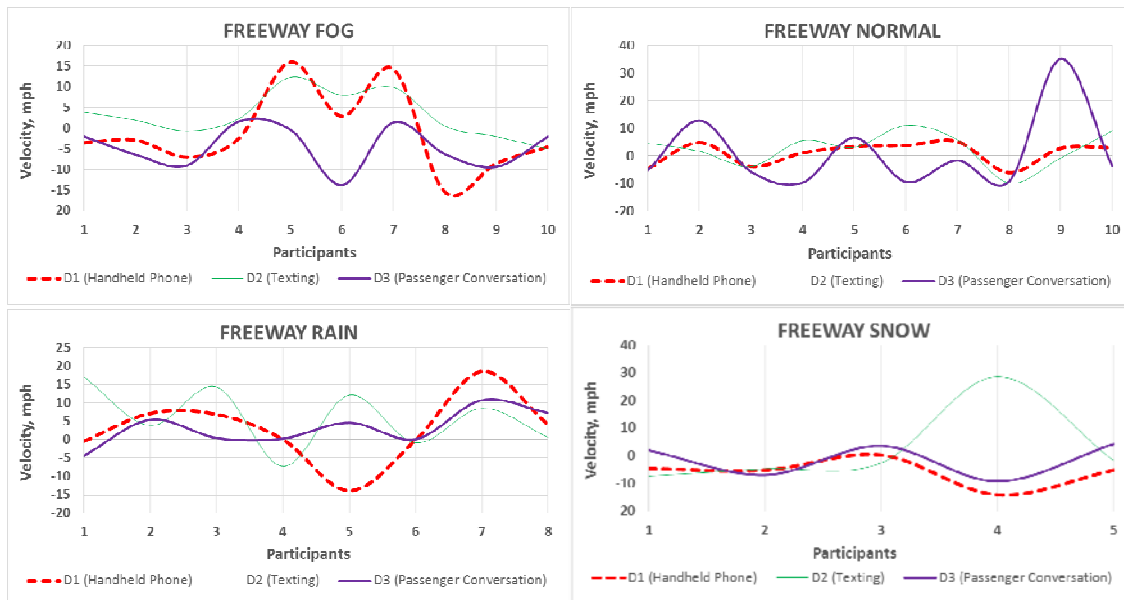 FREEWAY FOG
20
15
10
5
0
-5
-10
-15
20
Velocity, mph
1 2 3 4 5 6 7 8 9 10
Participants
D1 (Handheld Phone) D2 (Texting) D3 (Passenger Conversation)
FREEWAY NORMAL
40
30
20
10
0
-10
-20
Velocity, mph
1 2 3 4 5 6 7 8 9 10
Participants
D1 (Handheld Phone) D2 (Texting) D3 (Passenger Conversation)
FREEWAY RAIN
25
20
15
10
5
0
-5
-10
-15
-20
Velocity, mph
1 2 3 4 5 6 7 8
Participants
D1 (Handheld Phone) D2 (Texting) D3 (Passenger Conversation)
FREEWAY SNOW
40
30
20
10
0
-10
20
Velocity, mph
1 2 3 4 5
Participants
D1 (Handheld Phone) D2 (Texting) D3 (Passenger Conversation)